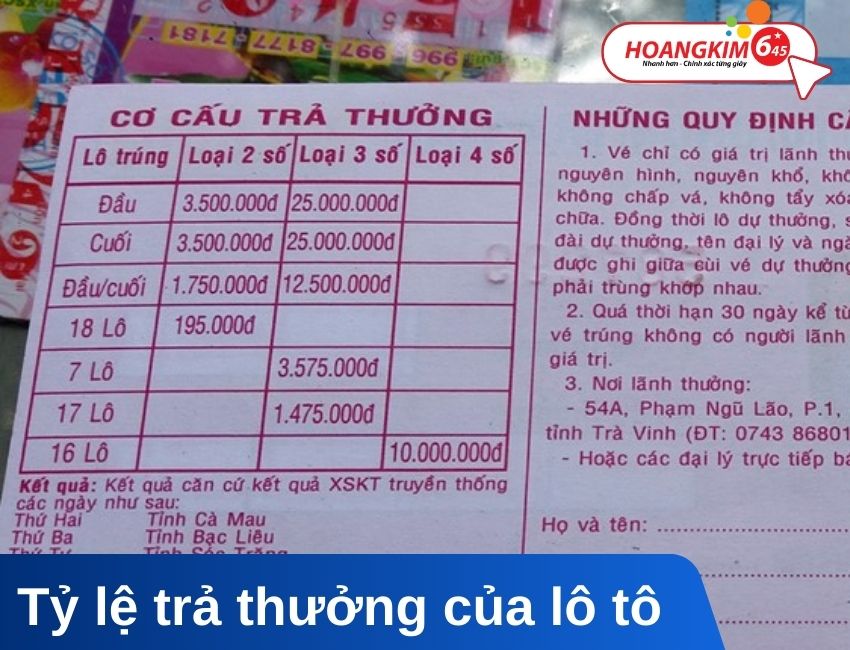 HOANGKIM 645
Nhanh hơn - Chính xác từng giây
996 - 997 - 8177 - 7181
CƠ CẤU TRẢ THƯỞNG
Lô trúng Loại 2 số Loại 3 số Loại 4 số
Đầu 3.500.000đ 25.000.000đ
Cuối 3.500.000đ 25.000.000đ
Đầu/cuối 1.750.000đ 12.500.000đ
18 Lô 195.000đ
7 Lô 3.575.000đ
17 Lô 1.475.000đ
16 Lô 10.000.000đ
Kết quả: Kết quả căn cứ kết quả XSKT truyền thống
các ngày như sau:
Thứ Hai Tỉnh Cà Mau
Thứ Ba Tỉnh Bạc Liêu
Thứ Tư Tỉnh Sóc Trăng
NHỮNG QUY ĐỊNH
1. Vé chỉ có giá trị lãnh
nguyên hình, nguyên khổ,
không chấp vá, không tẩy
chữa. Đồng thời lô dự thưởng,
đài dự thưởng, tên đại lý và
được ghi giữa cùi vé dự thưởng
phải trùng khớp nhau.
2. Quá thời hạn 30 ngày kể từ
vé trúng không có người lãnh
giá trị.
3. Nơi lãnh thưởng:
- 54A, Phạm Ngũ Lão, P.1,
tỉnh Trà Vinh (ĐT: 0743 86801
- Hoặc các đại lý trực tiếp
Họ và tên:
Tỷ lệ trả thưởng của lô tô